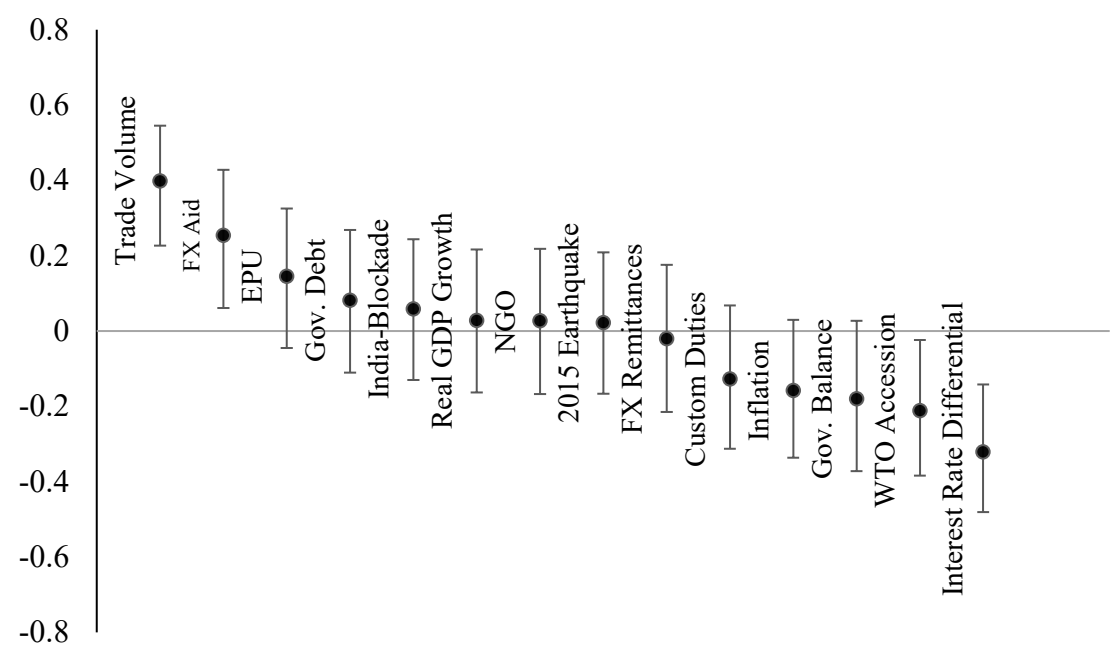 0.8
0.6
0.4
0.2
0
-0.2
-0.4
-0.6
-0.8
Trade Volume
FX Aid
EPU
Gov. Debt
India-Blockade
Real GDP Growth
NGO
2015 Earthquake
FX Remittances
Custom Duties
Inflation
Gov. Balance
WTO Accession
Interest Rate Differential